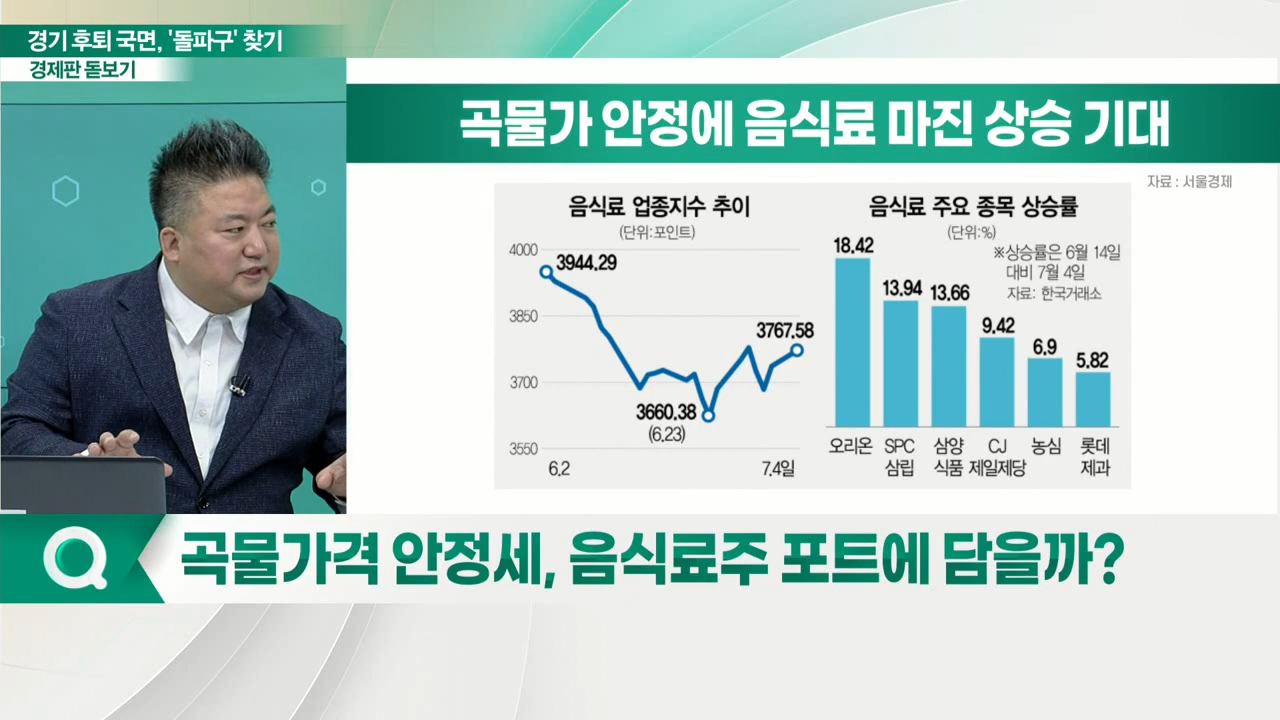 경기 후퇴 국면, '돌파구' 찾기
경제판 돋보기
곡물가 안정에 음식료 마진 상승 기대
자료 : 서울경제
음식료 업종지수 추이
(단위:포인트)
4000
3850
3700
3550
3944.29
3660.38
(6.23)
3767.58
6.2
7.4일
음식료 주요 종목 상승률
(단위:%)
※상승률은 6월 14일
대비 7월 4일
자료: 한국거래소
18.42
13.94
13.66
9.42
6.9
5.82
오리온
SPC
삼립
삼양
식품
CJ
제일제당
농심
롯데
제과
곡물가격 안정세, 음식료주 포트에 담을까?